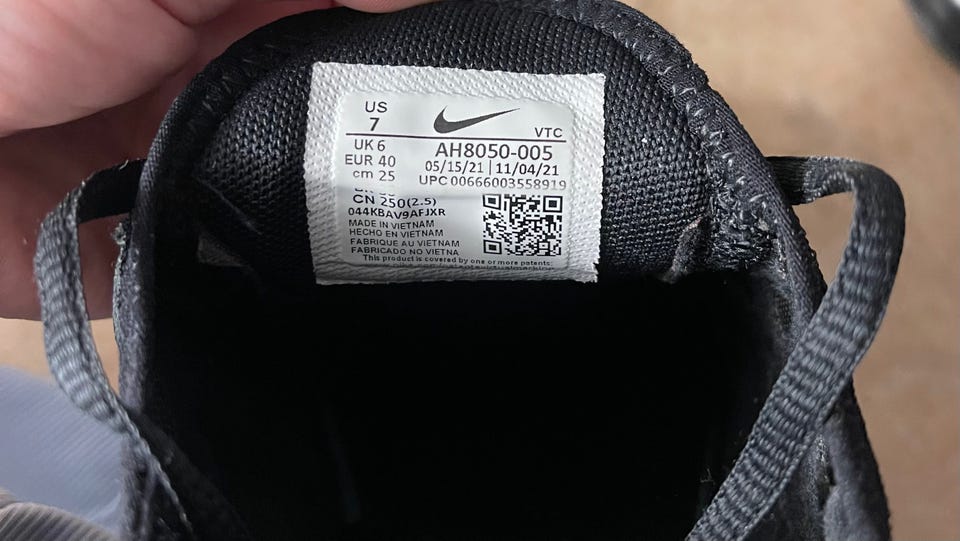 US
7
VTC
UK 6
AH8050-005
EUR 40
05/15/21 | 11/04/21
cm 25
UPC 00666003558919
CN 250(2.5)
044KBAV9AFJXR
MADE IN VIETNAM
HECHO EN VIETNAM
FABRIQUE AU VIETNAM
FABRICADO NO VIETNA
This product is covered by one or more patents: